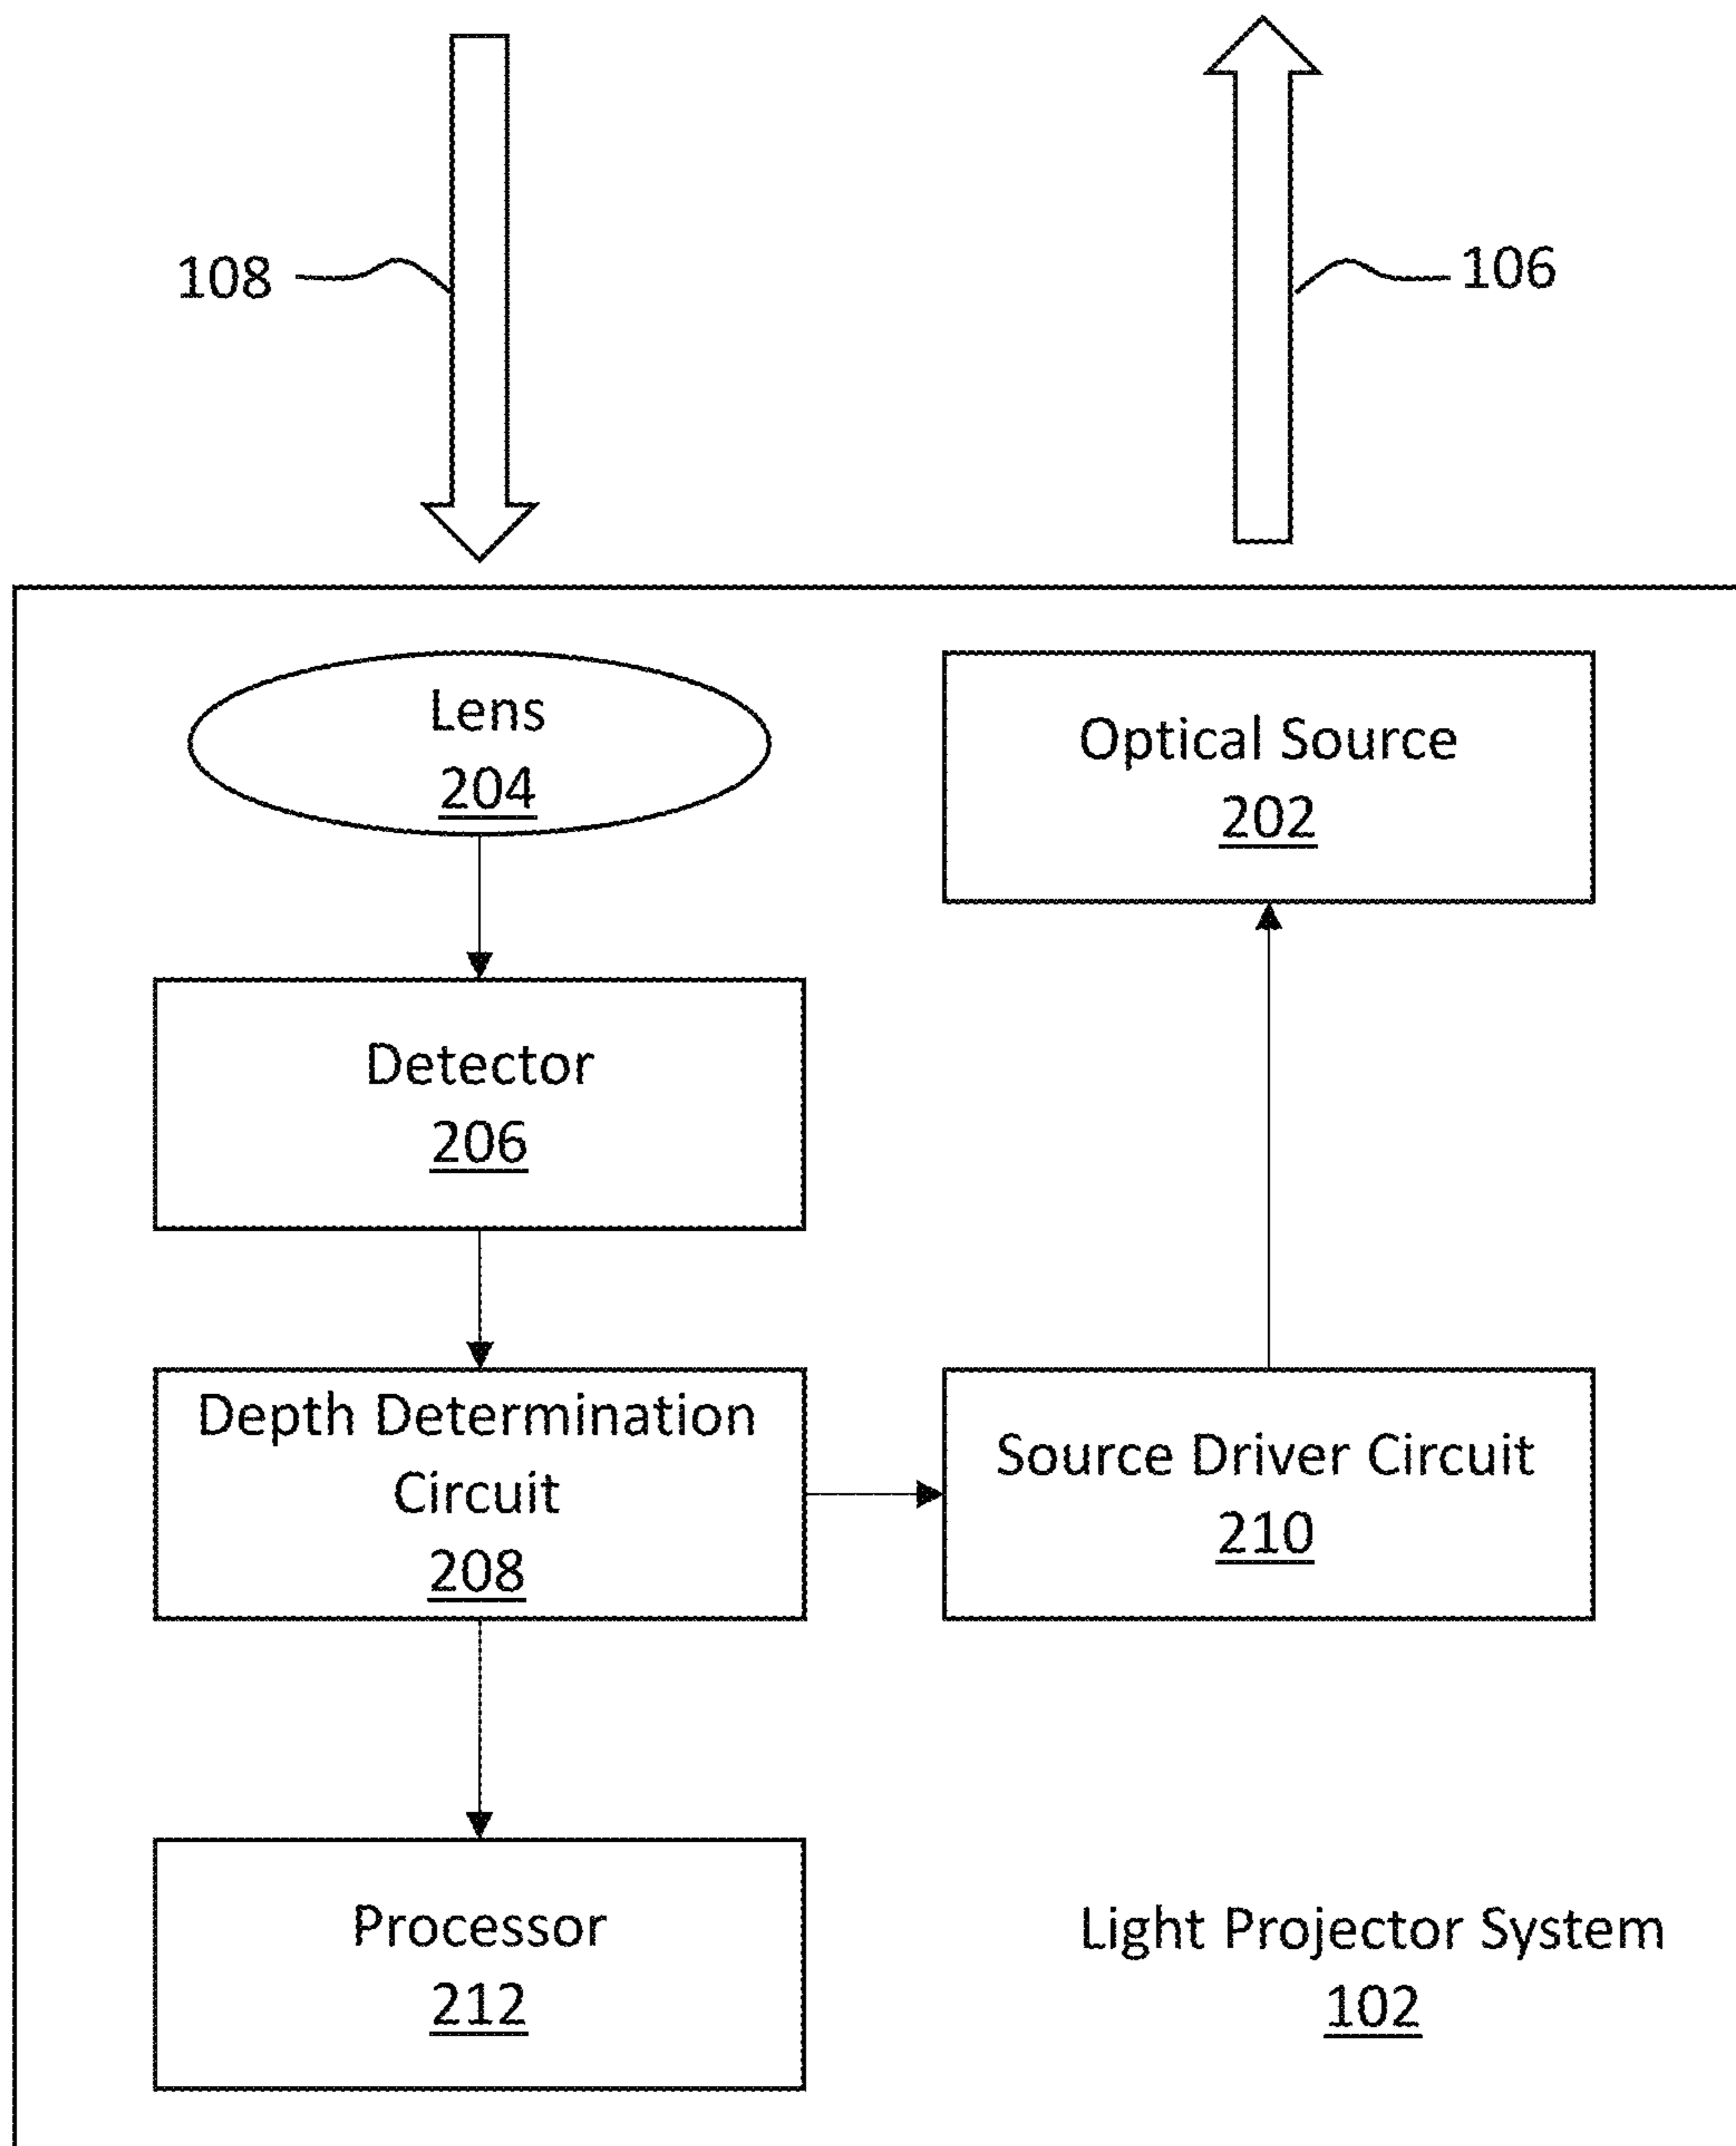 108
106
Lens
204
Optical Source
202
Detector
206
Depth Determination
Circuit
208
Source Driver Circuit
210
Processor
212
Light Projector System
102